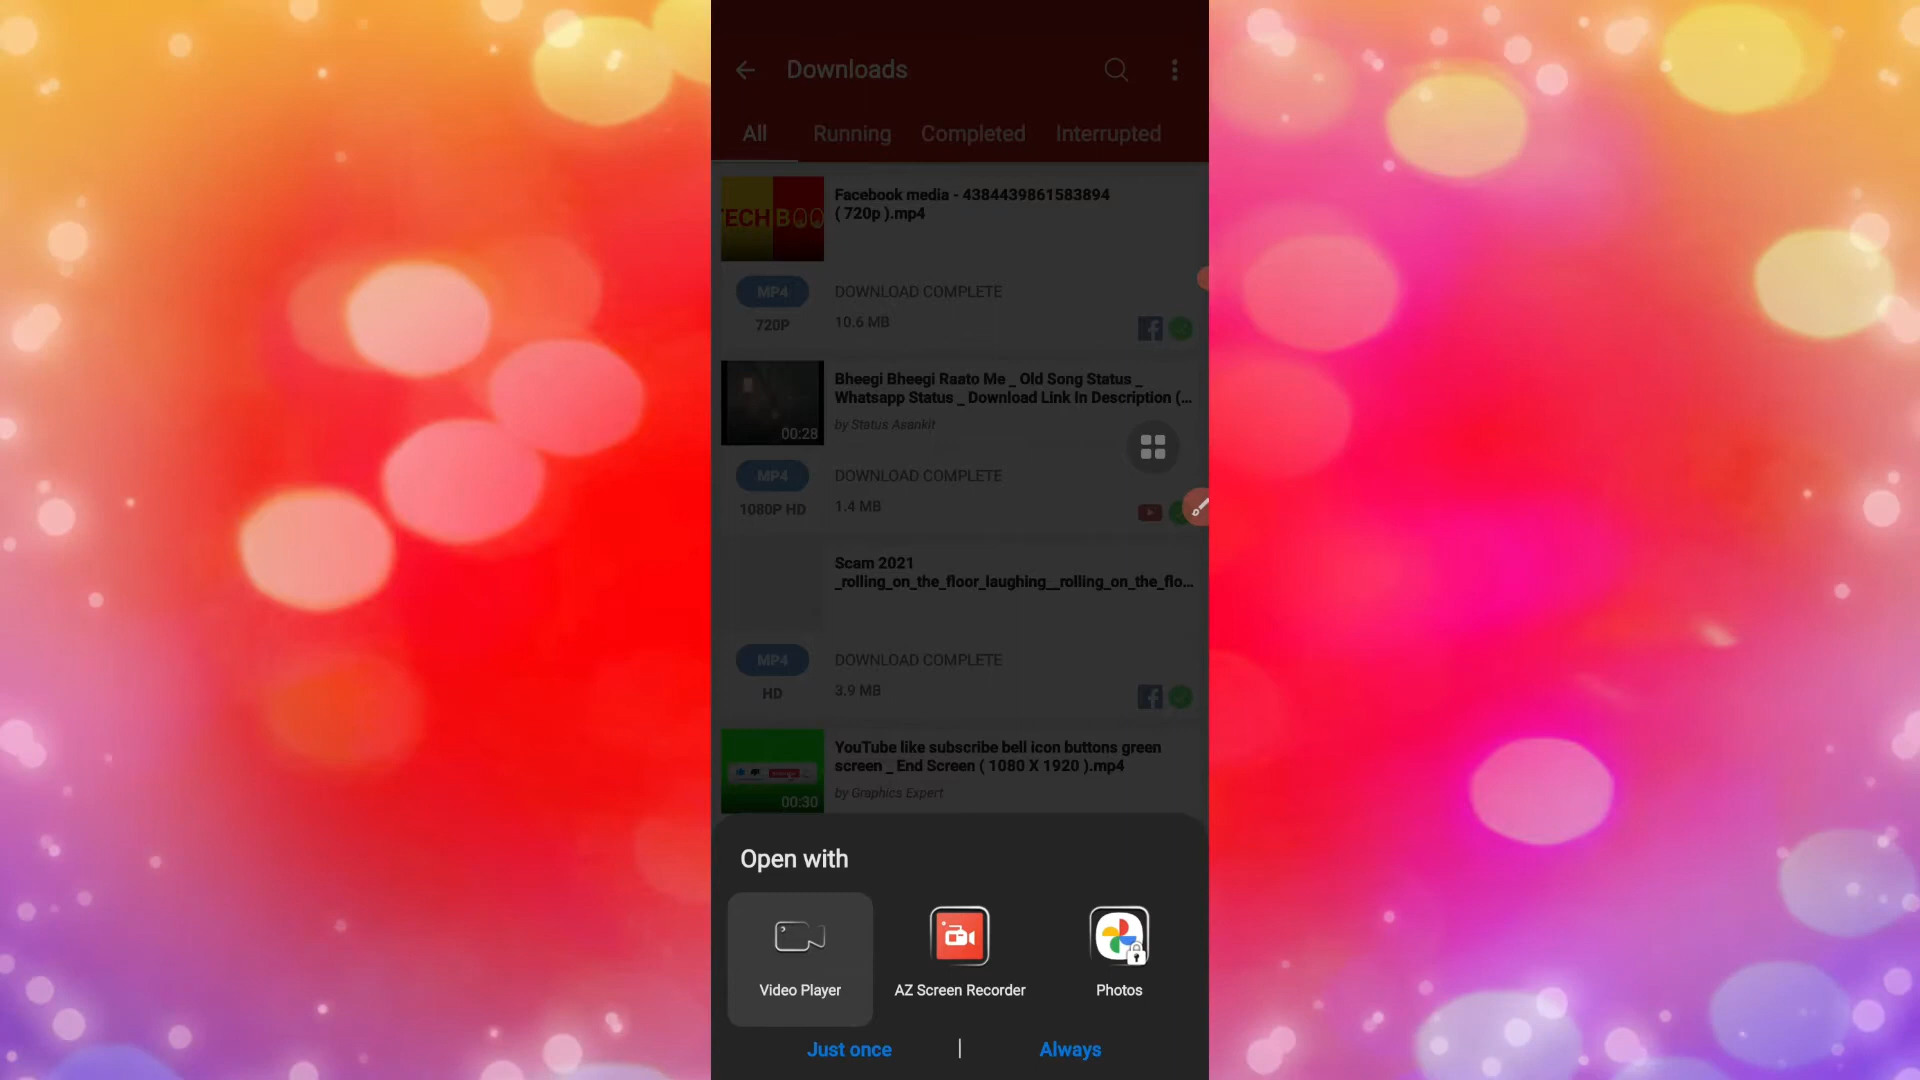 Downloads
All Running Completed Interrupted
Facebook media - 4384439861583894
( 720p ).mp4
TECH BOO
MP4 DOWNLOAD COMPLETE
720P 10.6 MB
Bheegi Bheegi Raato Me _ Old Song Status _
Whatsapp Status _ Download Link In Description (...
by Status Asankit
00:28
MP4 DOWNLOAD COMPLETE
1080P HD 1.4 MB
Scam 2021
_rolling_on_the_floor_laughing__rolling_on_the_flo...
MP4 DOWNLOAD COMPLETE
HD 3.9 MB
YouTube like subscribe bell icon buttons green
screen _ End Screen ( 1080 X 1920 ).mp4
by Graphics Expert
00:30
Open with
Video Player AZ Screen Recorder Photos
Just once | Always